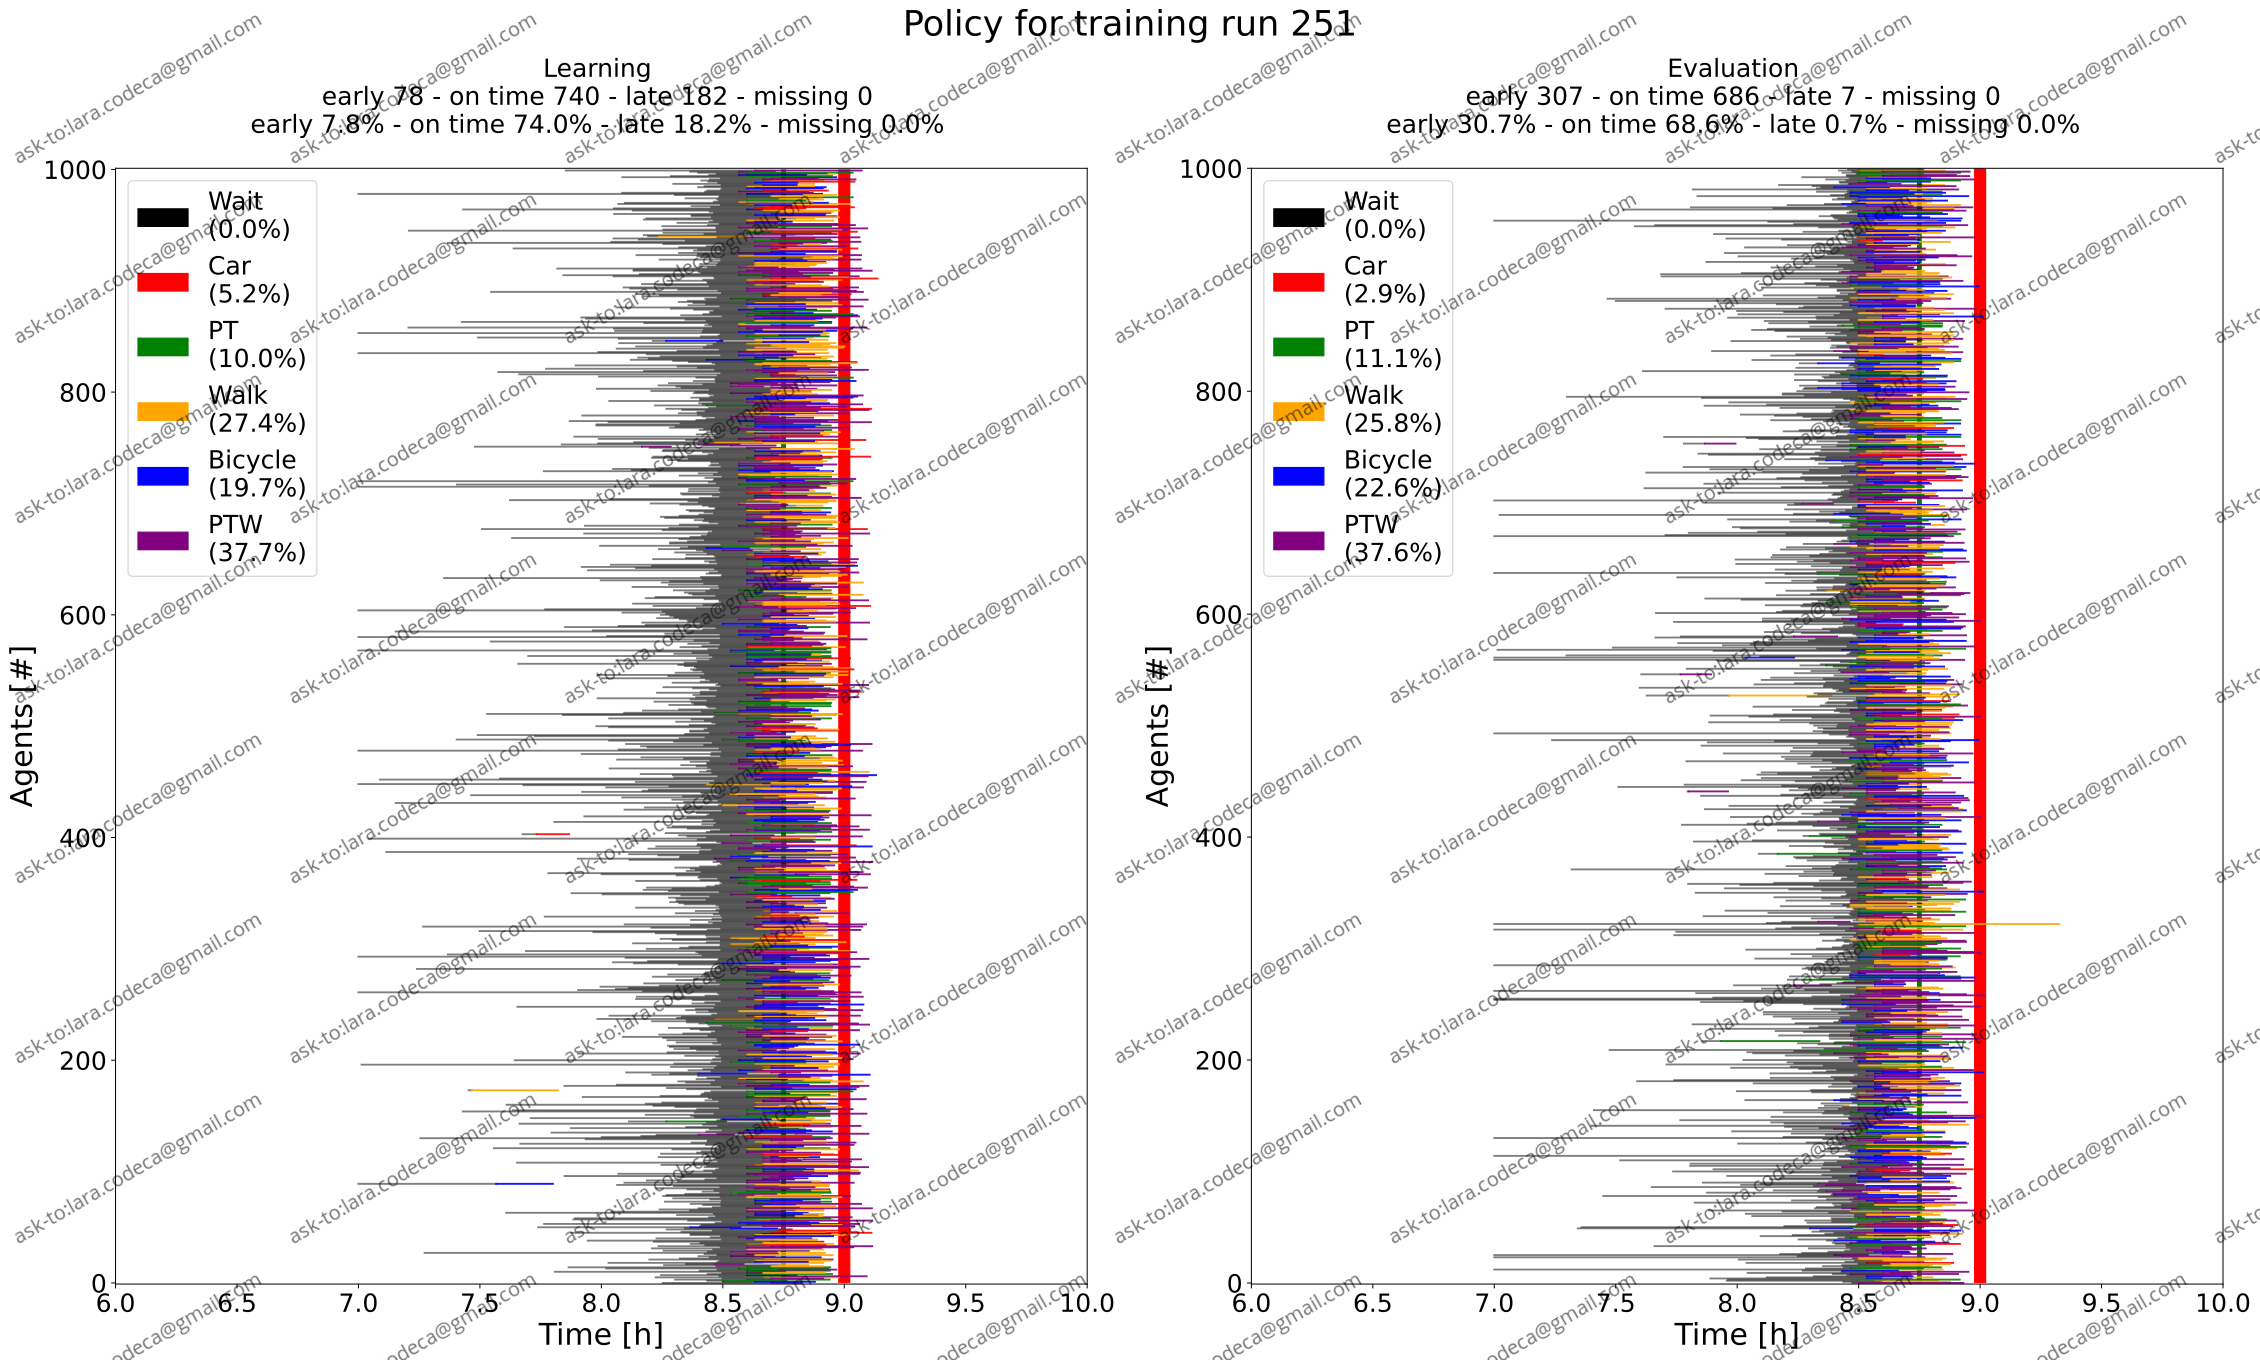 Policy for training run 251
Learning
early 78 - on time 740 - late 182 - missing 0
early 7.8% - on time 74.0% - late 18.2% - missing 0.0%
1000
800
600
400
200
0
Agents [#]
Wait
(0.0%)
Car
(5.2%)
PT
(10.0%)
Walk
(27.4%)
Bicycle
(19.7%)
PTW
(37.7%)
6.0 6.5 7.0 7.5 8.0 8.5 9.0 9.5 10.0
Time [h]
Evaluation
early 307 - on time 686 - late 7 - missing 0
early 30.7% - on time 68.6% - late 0.7% - missing 0.0%
1000
800
600
400
200
0
Agents [#]
Wait
(0.0%)
Car
(2.9%)
PT
(11.1%)
Walk
(25.8%)
Bicycle
(22.6%)
PTW
(37.6%)
6.0 6.5 7.0 7.5 8.0 8.5 9.0 9.5 10.0
Time [h]
ask-to:lara.codeca@gmail.com